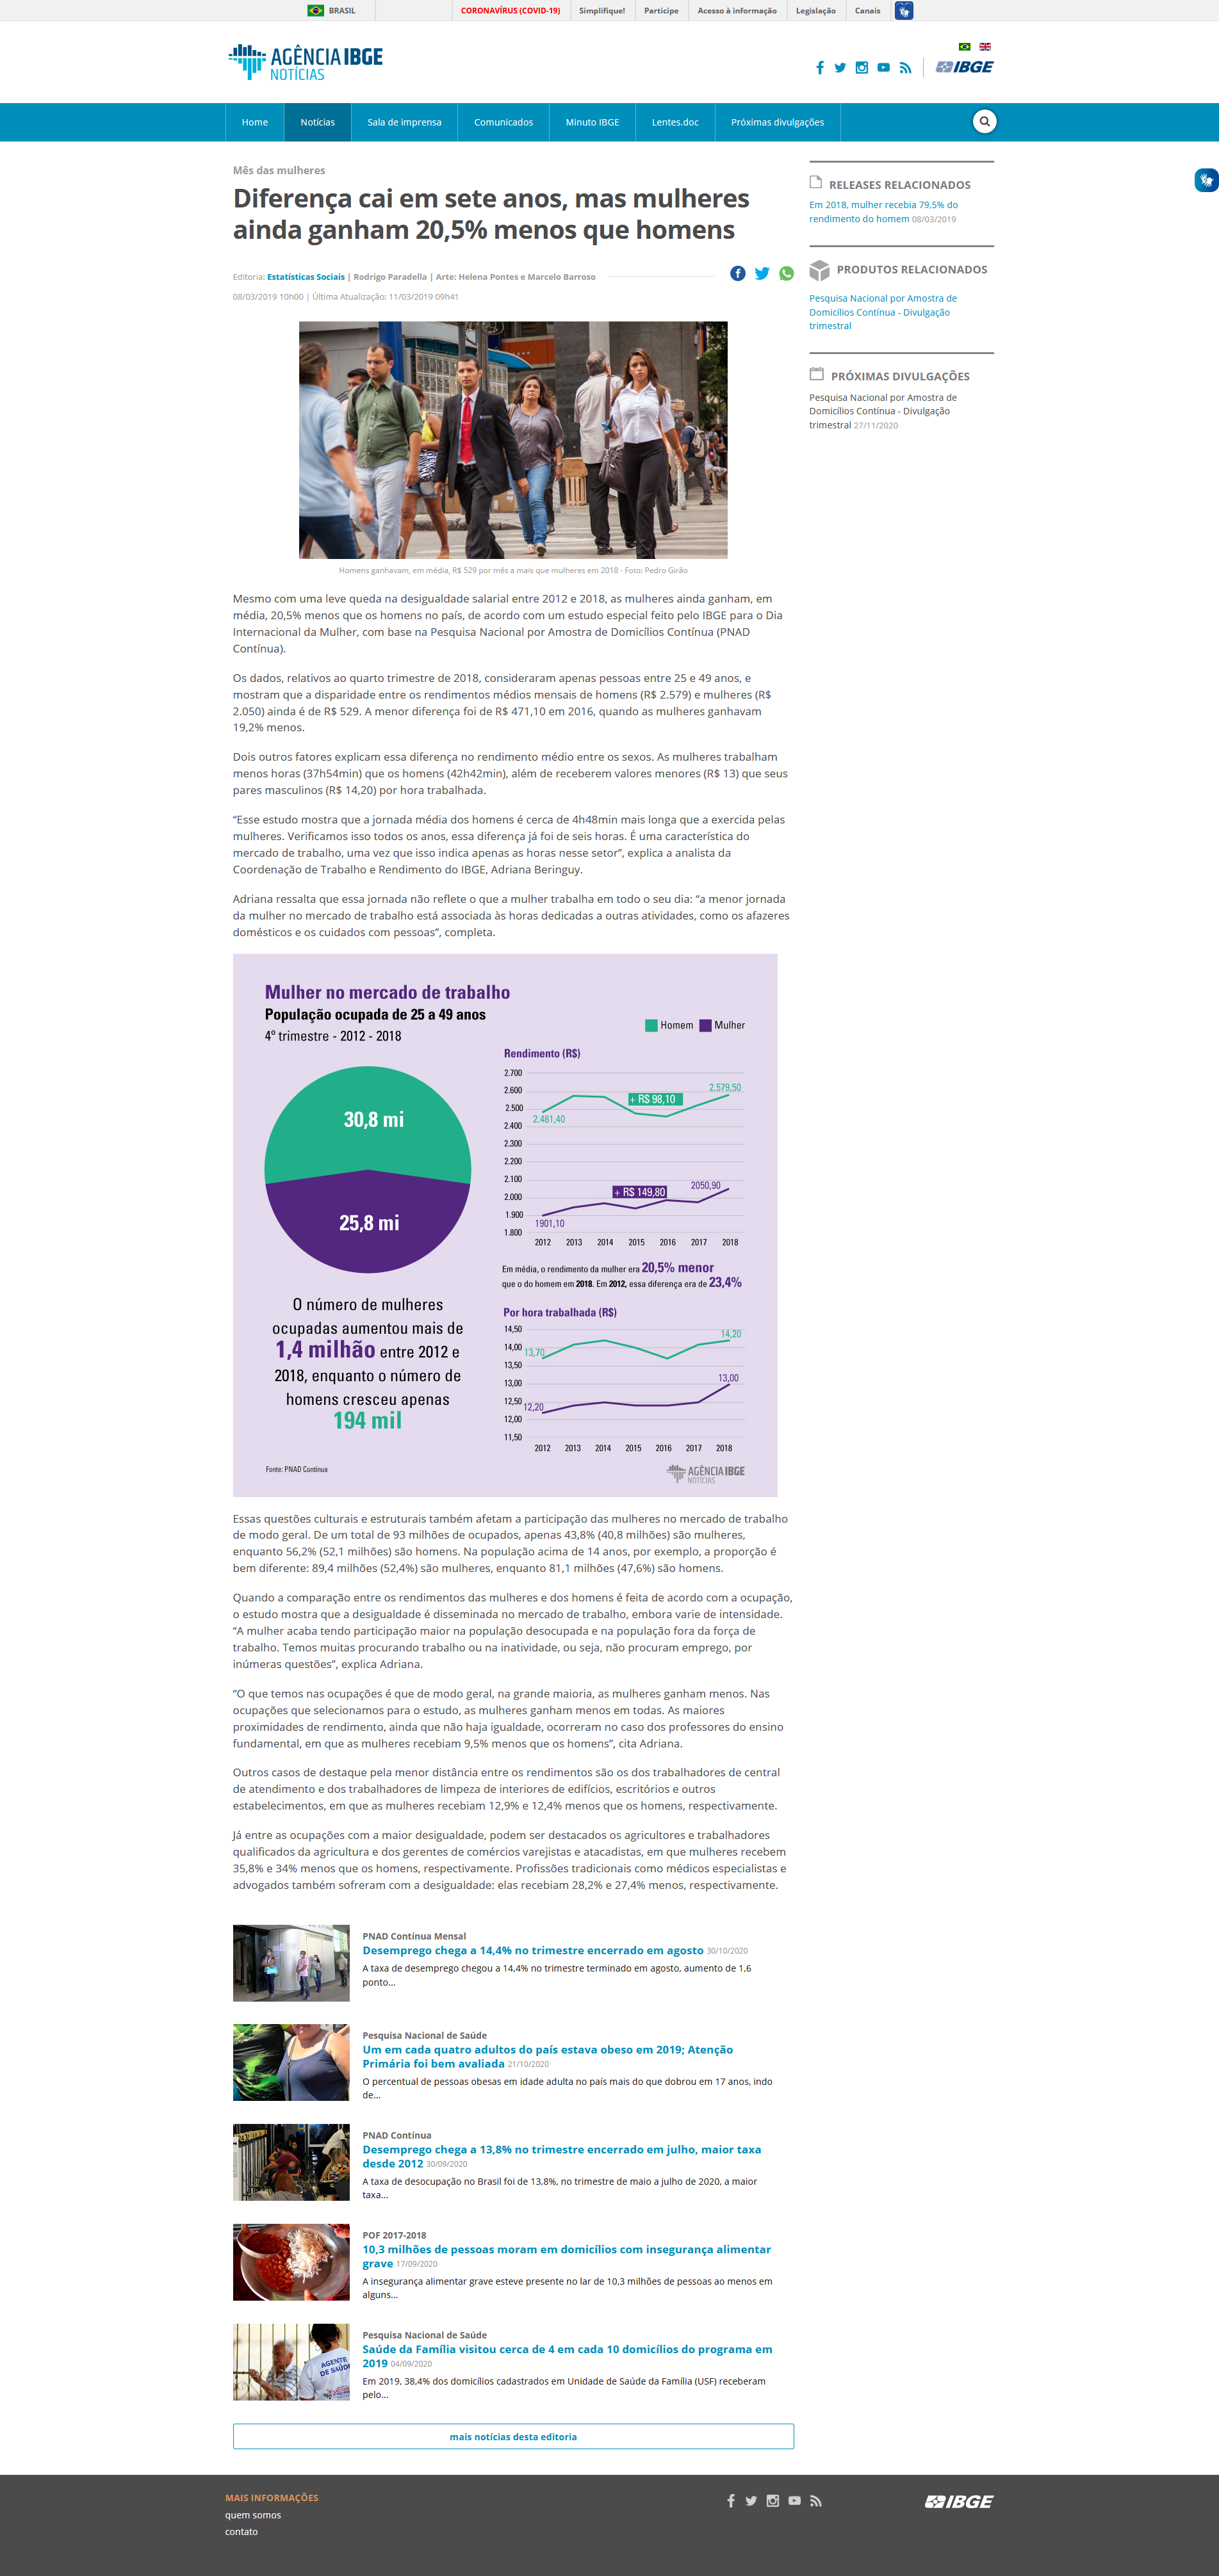 BRASIL
CORONAVÍRUS (COVID-19)
Simplifique!
Participe
Acesso à informação
Legislação
Canais
AGÊNCIA IBGE
NOTÍCIAS
IBGE
Home
Notícias
Sala de imprensa
Comunicados
Minuto IBGE
Lentes.doc
Próximas divulgações
Mês das mulheres
Diferença cai em sete anos, mas mulheres
ainda ganham 20,5% menos que homens
Editoria: Estatísticas Sociais | Rodrigo Paradella | Arte: Helena Pontes e Marcelo Barroso
08/03/2019 10h00 | Última Atualização: 11/03/2019 09h41
RELEASES RELACIONADOS
Em 2018, mulher recebia 79,5% do
rendimento do homem 08/03/2019
PRODUTOS RELACIONADOS
Pesquisa Nacional por Amostra de
Domicílios Contínua - Divulgação
trimestral
PRÓXIMAS DIVULGAÇÕES
Pesquisa Nacional por Amostra de
Domicílios Contínua - Divulgação
trimestral 27/11/2020
Homens ganhavam, em média, R$ 529 por mês a mais que mulheres em 2018 - Foto: Pedro Girão
Mesmo com uma leve queda na desigualdade salarial entre 2012 e 2018, as mulheres ainda ganham, em
média, 20,5% menos que os homens no país, de acordo com um estudo especial feito pelo IBGE para o Dia
Internacional da Mulher, com base na Pesquisa Nacional por Amostra de Domicílios Contínua (PNAD
Contínua).
Os dados, relativos ao quarto trimestre de 2018, consideraram apenas pessoas entre 25 e 49 anos, e
mostram que a disparidade entre os rendimentos médios mensais de homens (R$ 2.579) e mulheres (R$
2.050) ainda é de R$ 529. A menor diferença foi de R$ 471,10 em 2016, quando as mulheres ganhavam
19,2% menos.
Dois outros fatores explicam essa diferença no rendimento médio entre os sexos. As mulheres trabalham
menos horas (37h54min) que os homens (42h42min), além de receberem valores menores (R$ 13) que seus
pares masculinos (R$ 14,20) por hora trabalhada.
“Esse estudo mostra que a jornada média dos homens é cerca de 4h48min mais longa que a exercida pelas
mulheres. Verificamos isso todos os anos, essa diferença já foi de seis horas. É uma característica do
mercado de trabalho, uma vez que isso indica apenas as horas nesse setor”, explica a analista da
Coordenação de Trabalho e Rendimento do IBGE, Adriana Beringuy.
Adriana ressalta que essa jornada não reflete o que a mulher trabalha em todo o seu dia: “a menor jornada
da mulher no mercado de trabalho está associada às horas dedicadas a outras atividades, como os afazeres
domésticos e os cuidados com pessoas”, completa.
Mulher no mercado de trabalho
População ocupada de 25 a 49 anos
4º trimestre - 2012 - 2018
Homem
Mulher
30,8 mi
25,8 mi
O número de mulheres
ocupadas aumentou mais de
1,4 milhão entre 2012 e
2018, enquanto o número de
homens cresceu apenas
194 mil
Fonte: PNAD Contínua
Rendimento (R$)
2.700
2.600
2.500
2.400
2.300
2.200
2.100
2.000
1.900
1.800
2.481,40
+ R$ 98,10
2.579,50
1901,10
+ R$ 149,80
2050,90
2012 2013 2014 2015 2016 2017 2018
Em média, o rendimento da mulher era 20,5% menor
que o do homem em 2018. Em 2012, essa diferença era de 23,4%
Por hora trabalhada (R$)
14,50
14,00
13,50
13,00
12,50
12,00
11,50
13,70
14,20
12,20
13,00
2012 2013 2014 2015 2016 2017 2018
AGÊNCIA IBGE
NOTÍCIAS
Essas questões culturais e estruturais também afetam a participação das mulheres no mercado de trabalho
de modo geral. De um total de 93 milhões de ocupados, apenas 43,8% (40,8 milhões) são mulheres,
enquanto 56,2% (52,1 milhões) são homens. Na população acima de 14 anos, por exemplo, a proporção é
bem diferente: 89,4 milhões (52,4%) são mulheres, enquanto 81,1 milhões (47,6%) são homens.
Quando a comparação entre os rendimentos das mulheres e dos homens é feita de acordo com a ocupação,
o estudo mostra que a desigualdade é disseminada no mercado de trabalho, embora varie de intensidade.
“A mulher acaba tendo participação maior na população desocupada e na população fora da força de
trabalho. Temos muitas procurando trabalho ou na inatividade, ou seja, não procuram emprego, por
inúmeras questões”, explica Adriana.
“O que temos nas ocupações é que de modo geral, na grande maioria, as mulheres ganham menos. Nas
ocupações que selecionamos para o estudo, as mulheres ganham menos em todas. As maiores
proximidades de rendimento, ainda que não haja igualdade, ocorreram no caso dos professores do ensino
fundamental, em que as mulheres recebiam 9,5% menos que os homens”, cita Adriana.
Outros casos de destaque pela menor distância entre os rendimentos são os dos trabalhadores de central
de atendimento e dos trabalhadores de limpeza de interiores de edifícios, escritórios e outros
estabelecimentos, em que as mulheres recebiam 12,9% e 12,4% menos que os homens, respectivamente.
Já entre as ocupações com a maior desigualdade, podem ser destacados os agricultores e trabalhadores
qualificados da agricultura e dos gerentes de comércios varejistas e atacadistas, em que mulheres recebem
35,8% e 34% menos que os homens, respectivamente. Profissões tradicionais como médicos especialistas e
advogados também sofreram com a desigualdade: elas recebiam 28,2% e 27,4% menos, respectivamente.
PNAD Contínua Mensal
Desemprego chega a 14,4% no trimestre encerrado em agosto 30/10/2020
A taxa de desemprego chegou a 14,4% no trimestre terminado em agosto, aumento de 1,6
ponto...
Pesquisa Nacional de Saúde
Um em cada quatro adultos do país estava obeso em 2019; Atenção
Primária foi bem avaliada 21/10/2020
O percentual de pessoas obesas em idade adulta no país mais do que dobrou em 17 anos, indo
de...
PNAD Contínua
Desemprego chega a 13,8% no trimestre encerrado em julho, maior taxa
desde 2012 30/09/2020
A taxa de desocupação no Brasil foi de 13,8%, no trimestre de maio a julho de 2020, a maior
taxa...
POF 2017-2018
10,3 milhões de pessoas moram em domicílios com insegurança alimentar
grave 17/09/2020
A insegurança alimentar grave esteve presente no lar de 10,3 milhões de pessoas ao menos em
alguns...
AGENTE
DE SAÚDE
Pesquisa Nacional de Saúde
Saúde da Família visitou cerca de 4 em cada 10 domicílios do programa em
2019 04/09/2020
Em 2019, 38,4% dos domicílios cadastrados em Unidade de Saúde da Família (USF) receberam
pelo...
mais notícias desta editoria
MAIS INFORMAÇÕES
quem somos
contato
IBGE